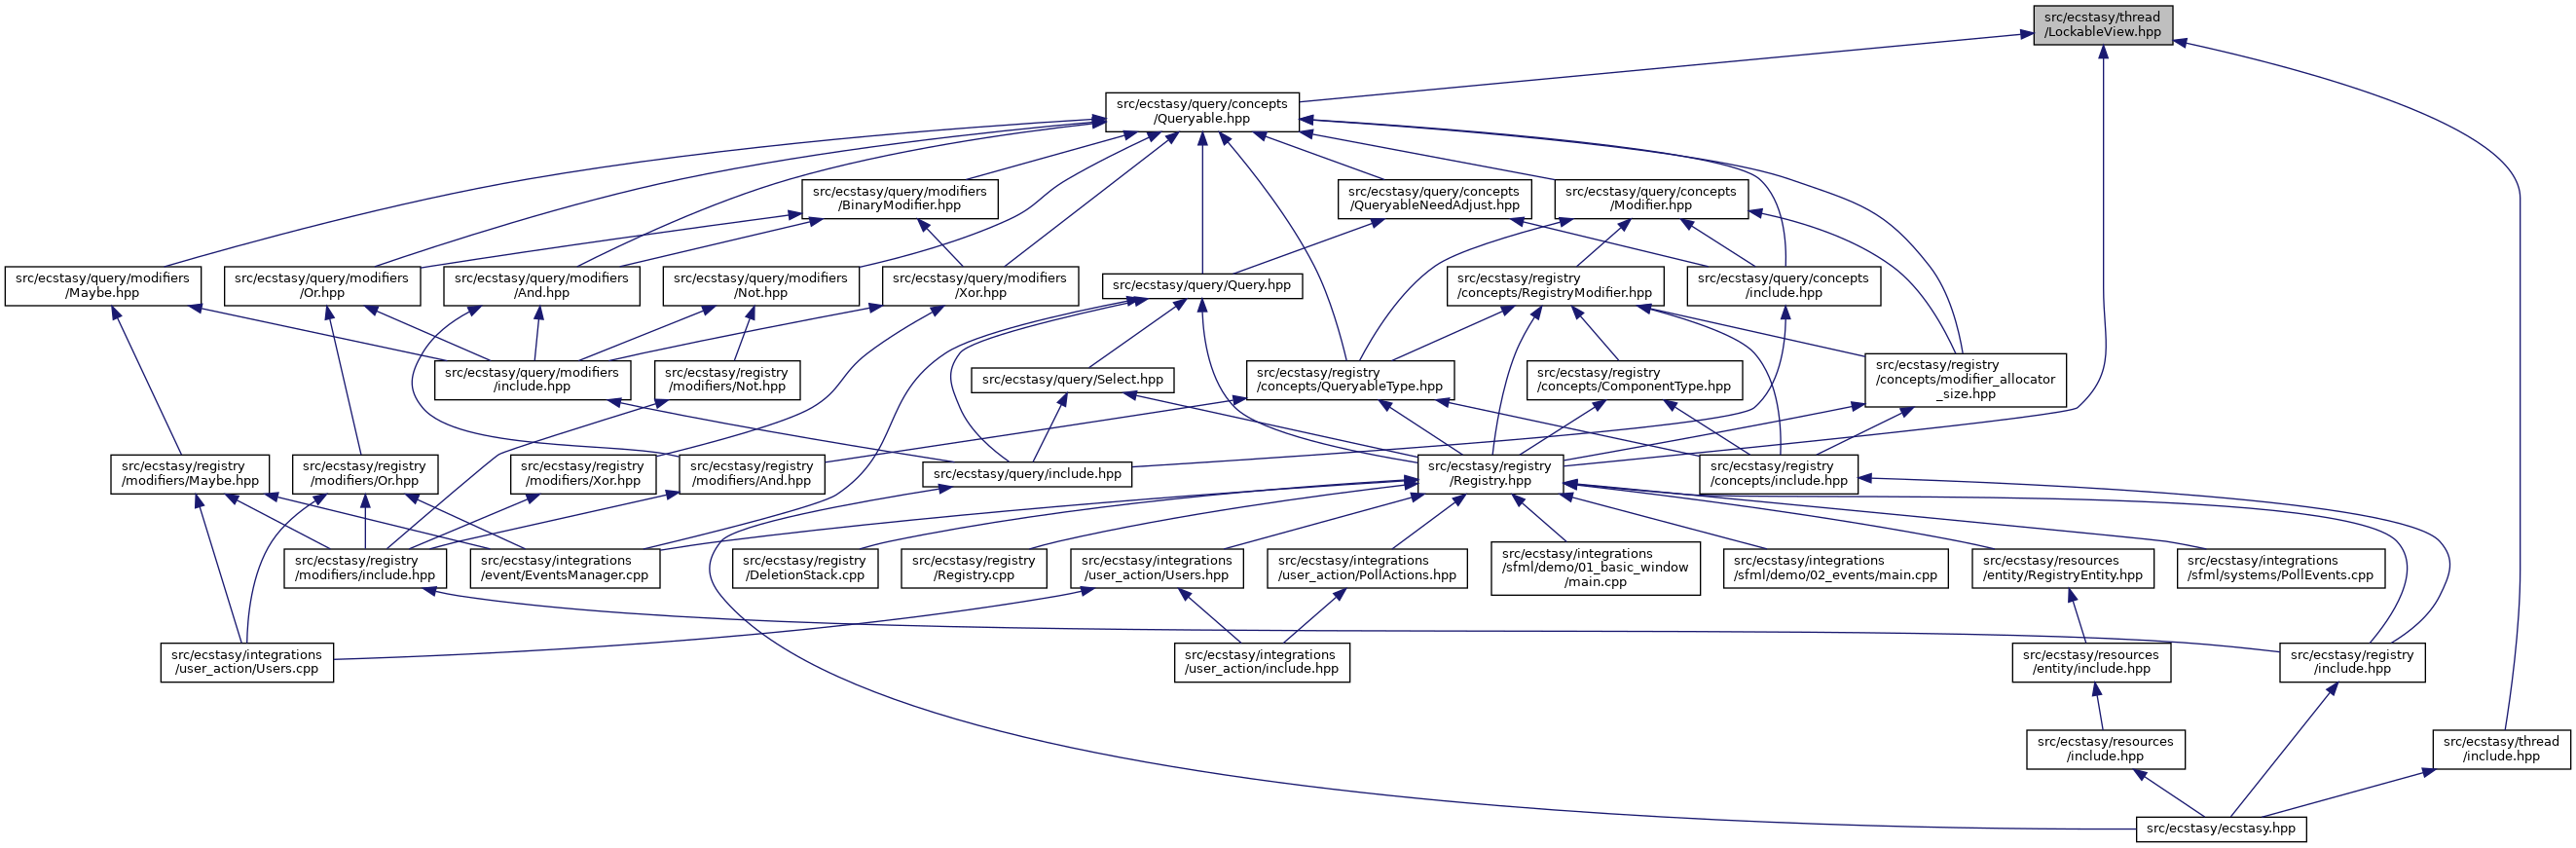 src/ecstasy/thread
/LockableView.hpp
src/ecstasy/query/concepts
/Queryable.hpp
src/ecstasy/query/modifiers
/BinaryModifier.hpp
src/ecstasy/query/concepts
/QueryableNeedAdjust.hpp
src/ecstasy/query/concepts
/Modifier.hpp
src/ecstasy/query/modifiers
/Maybe.hpp
src/ecstasy/query/modifiers
/Or.hpp
src/ecstasy/query/modifiers
/And.hpp
src/ecstasy/query/modifiers
/Not.hpp
src/ecstasy/query/modifiers
/Xor.hpp
src/ecstasy/query/Query.hpp
src/ecstasy/registry
/concepts/RegistryModifier.hpp
src/ecstasy/query/concepts
/include.hpp
src/ecstasy/query/modifiers
/include.hpp
src/ecstasy/registry
/modifiers/Not.hpp
src/ecstasy/query/Select.hpp
src/ecstasy/registry
/concepts/QueryableType.hpp
src/ecstasy/registry
/concepts/ComponentType.hpp
src/ecstasy/registry
/concepts/modifier_allocator
_size.hpp
src/ecstasy/registry
/modifiers/Maybe.hpp
src/ecstasy/registry
/modifiers/Or.hpp
src/ecstasy/registry
/modifiers/Xor.hpp
src/ecstasy/registry
/modifiers/And.hpp
src/ecstasy/query/include.hpp
src/ecstasy/registry
/Registry.hpp
src/ecstasy/registry
/concepts/include.hpp
src/ecstasy/registry
/modifiers/include.hpp
src/ecstasy/integrations
/event/EventsManager.cpp
src/ecstasy/registry
/DeletionStack.cpp
src/ecstasy/registry
/Registry.cpp
src/ecstasy/integrations
/user_action/Users.hpp
src/ecstasy/integrations
/user_action/PollActions.hpp
src/ecstasy/integrations
/sfml/demo/01_basic_window
/main.cpp
src/ecstasy/integrations
/sfml/demo/02_events/main.cpp
src/ecstasy/resources
/entity/RegistryEntity.hpp
src/ecstasy/integrations
/sfml/systems/PollEvents.cpp
src/ecstasy/integrations
/user_action/Users.cpp
src/ecstasy/integrations
/user_action/include.hpp
src/ecstasy/resources
/entity/include.hpp
src/ecstasy/registry
/include.hpp
src/ecstasy/resources
/include.hpp
src/ecstasy/thread
/include.hpp
src/ecstasy/ecstasy.hpp